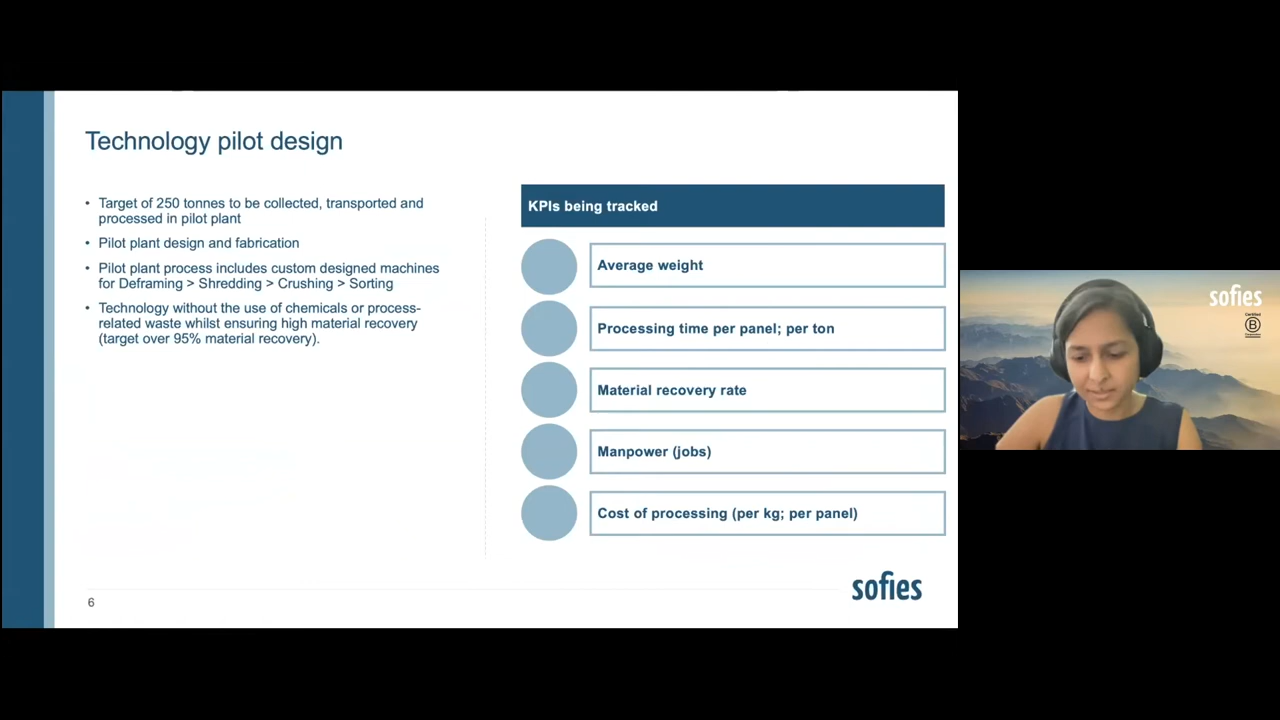 Technology pilot design
• Target of 250 tonnes to be collected, transported and
processed in pilot plant
• Pilot plant design and fabrication
• Pilot plant process includes custom designed machines
for Deframing > Shredding > Crushing > Sorting
• Technology without the use of chemicals or process-
related waste whilst ensuring high material recovery
(target over 95% material recovery).
KPIs being tracked
Average weight
Processing time per panel; per ton
Material recovery rate
Manpower (jobs)
Cost of processing (per kg; per panel)
6
sofies
sofies
Certified
B